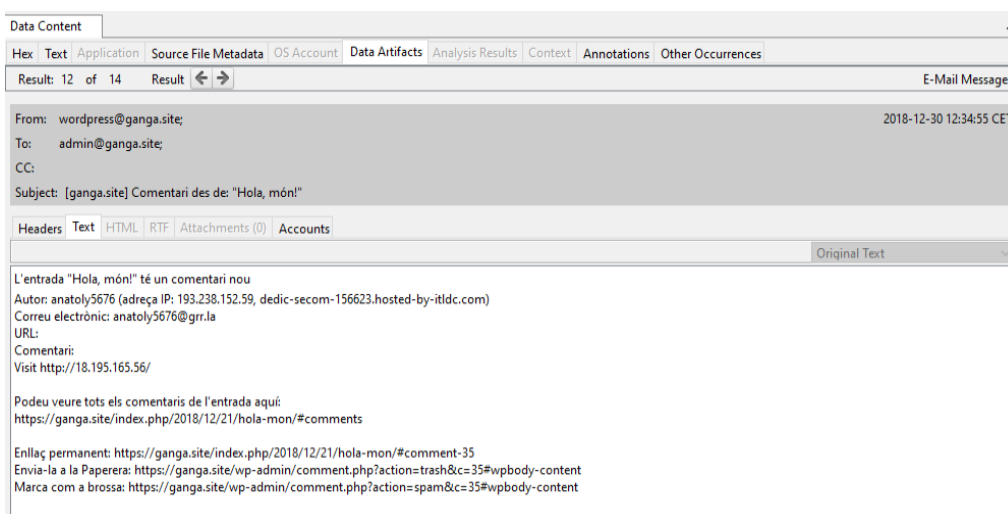 Data Content
Hex Text Application Source File Metadata OS Account Data Artifacts Analysis Results Context Annotations Other Occurrences
Result: 12 of 14 Result E-Mail Message
From: wordpress@ganga.site; 2018-12-30 12:34:55 CET
To: admin@ganga.site;
CC:
Subject: [ganga.site] Comentari des de: "Hola, món!"
Headers Text HTML RTF Attachments (0) Accounts
Original Text
L'entrada "Hola, món!" té un comentari nou
Autor: anatoly5676 (adreça IP: 193.238.152.59, dedic-secom-156623.hosted-by-itldc.com)
Correu electrònic: anatoly5676@grr.la
URL:
Comentari:
Visit http://18.195.165.56/
Podeu veure tots els comentaris de l'entrada aquí:
https://ganga.site/index.php/2018/12/21/hola-mon/#comments
Enllaç permanent: https://ganga.site/index.php/2018/12/21/hola-mon/#comment-35
Envia-la a la Paperera: https://ganga.site/wp-admin/comment.php?action=trash&c=35#wpbody-content
Marca com a brossa: https://ganga.site/wp-admin/comment.php?action=spam&c=35#wpbody-content